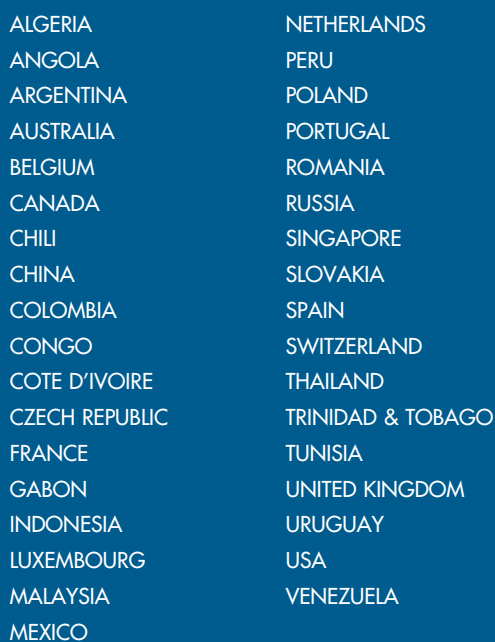 ALGERIA
ANGOLA
ARGENTINA
AUSTRALIA
BELGIUM
CANADA
CHILI
CHINA
COLOMBIA
CONGO
COTE D’IVOIRE
CZECH REPUBLIC
FRANCE
GABON
INDONESIA
LUXEMBOURG
MALAYSIA
MEXICO
NETHERLANDS
PERU
POLAND
PORTUGAL
ROMANIA
RUSSIA
SINGAPORE
SLOVAKIA
SPAIN
SWITZERLAND
THAILAND
TRINIDAD & TOBAGO
TUNISIA
UNITED KINGDOM
URUGUAY
USA
VENEZUELA